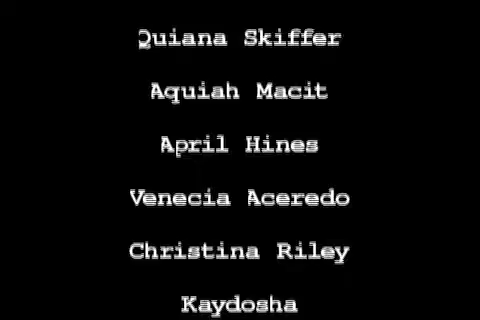 Quiana Skiffer
Aquiah Macit
April Hines
Venecia Aceredo
Christina Riley
Kaydosha